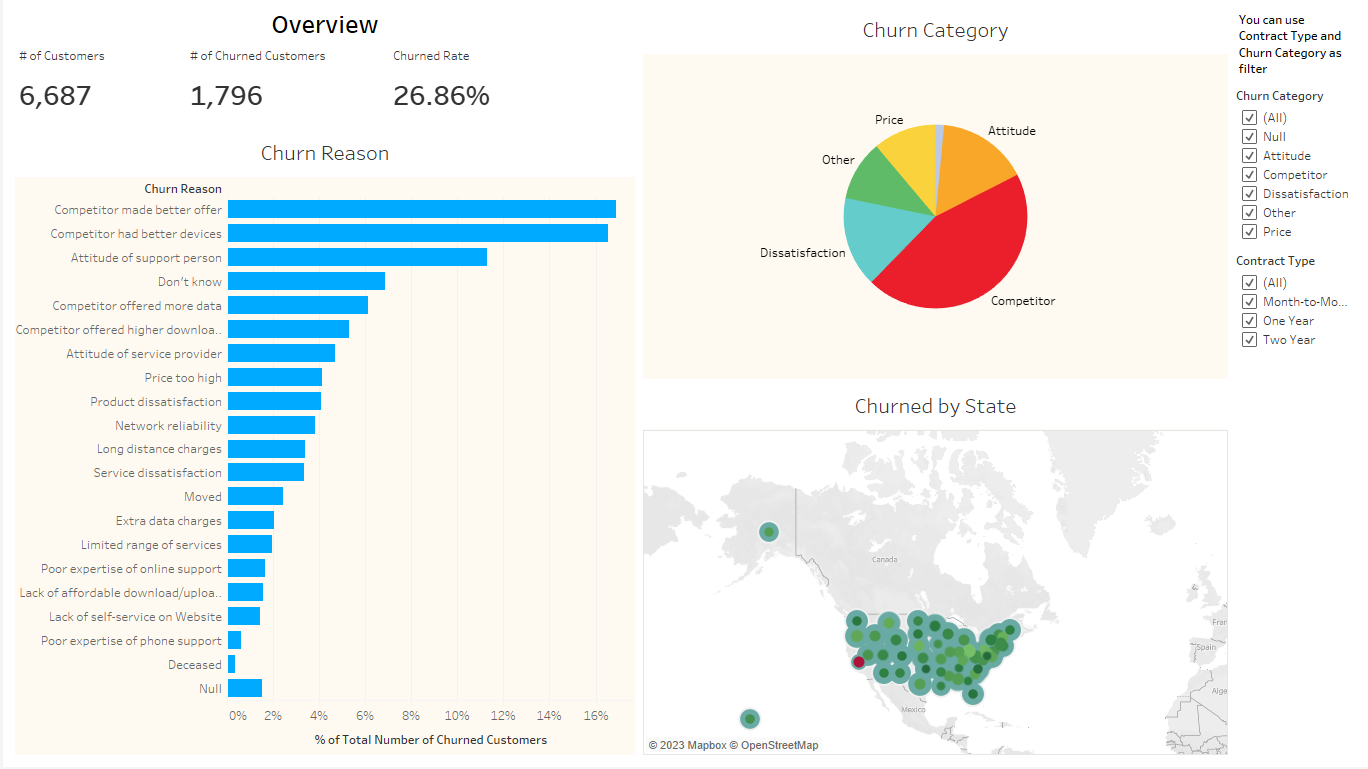 Overview
# of Customers
# of Churned Customers
Churned Rate
6,687
1,796
26.86%
Churn Reason
Churn Reason
Competitor made better offer
Competitor had better devices
Attitude of support person
Don't know
Competitor offered more data
Competitor offered higher downloa..
Attitude of service provider
Price too high
Product dissatisfaction
Network reliability
Long distance charges
Service dissatisfaction
Moved
Extra data charges
Limited range of services
Poor expertise of online support
Lack of affordable download/uploa..
Lack of self-service on Website
Poor expertise of phone support
Deceased
Null
0%
2%
4%
6%
8%
10%
12%
14%
16%
% of Total Number of Churned Customers
Churn Category
Price
Attitude
Other
Dissatisfaction
Competitor
Churned by State
Canada
Mexico
Fran
Spain
Alge
© 2023 Mapbox © OpenStreetMap
You can use
Contract Type and
Churn Category as
filter
Churn Category
(All)
Null
Attitude
Competitor
Dissatisfaction
Other
Price
Contract Type
(All)
Month-to-Mo...
One Year
Two Year